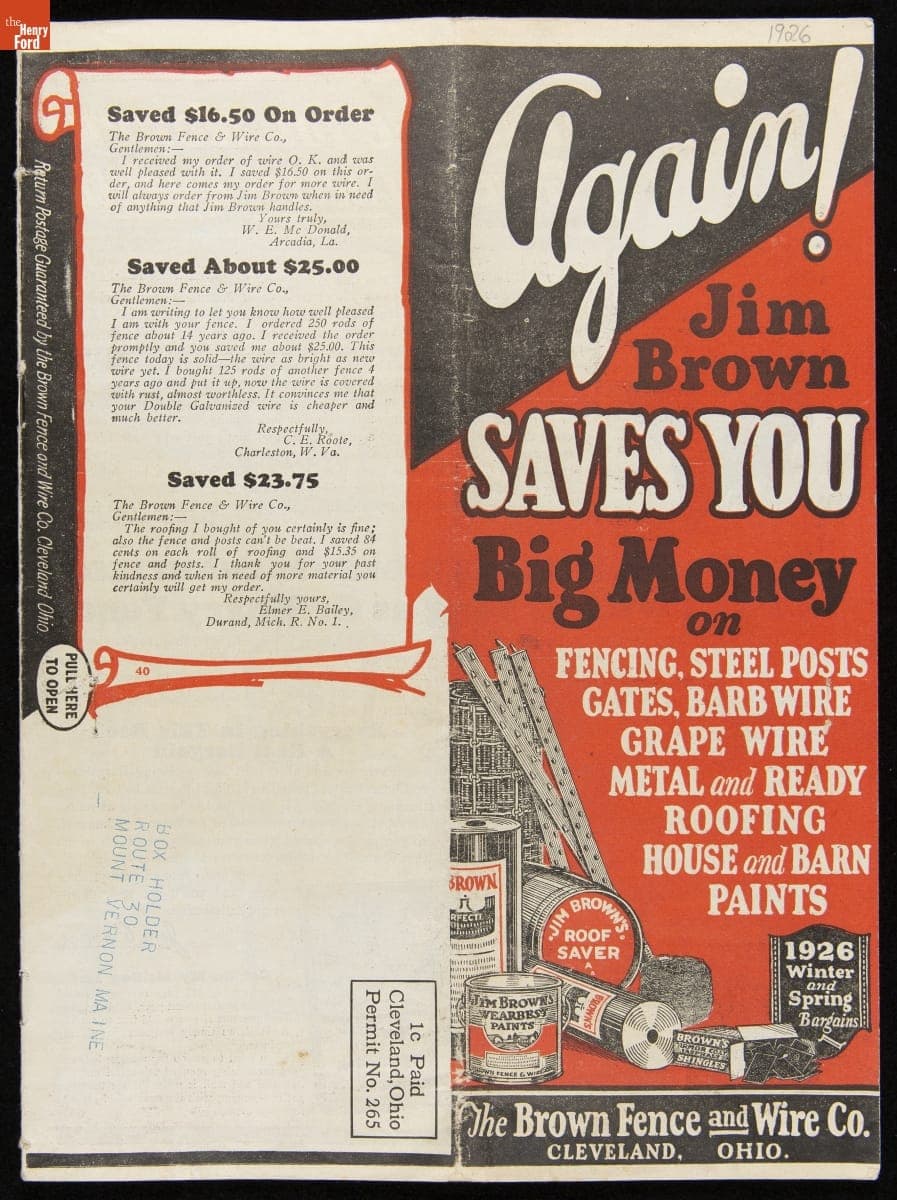 the
Henry
Ford
1926
Saved $16.50 On Order
The Brown Fence & Wire Co.,
Gentlemen:—
I received my order of wire O. K. and was
well pleased with it. I saved $16.50 on this or-
der, and here comes my order for more wire. I
will always order from Jim Brown when in need
of anything that Jim Brown handles.
Yours truly,
W. E. Mc Donald,
Arcadia, La.
Saved About $25.00
The Brown Fence & Wire Co.,
Gentlemen:—
I am writing to let you know how well pleased
I am with your fence. I ordered 250 rods of
fence about 14 years ago. I received the order
promptly and you saved me about $25.00. This
fence today is solid—the wire as bright as new
wire yet. I bought 125 rods of another fence 4
years ago and put it up, now the wire is covered
with rust, almost worthless. It convinces me that
your Double Galvanized wire is cheaper and
much better.
Respectfully,
C. E. Roote,
Charleston, W. Va.
Saved $23.75
The Brown Fence & Wire Co.,
Gentlemen:—
The roofing I bought of you certainly is fine;
also the fence and posts can't be beat. I saved 84
cents on each roll of roofing and $15.35 on
fence and posts. I thank you for your past
kindness and when in need of more material you
certainly will get my order.
Respectfully yours,
Elmer E. Bailey,
Durand, Mich. R. No. 1.
40
Return Postage Guaranteed by the Brown Fence and Wire Co. Cleveland Ohio.
PULL HERE
TO OPEN
BOX HOLDER
ROUTE 30
MOUNT VERNON MAINE
1c Paid
Cleveland, Ohio
Permit No. 265
Again!
Jim
Brown
SAVES YOU
Big Money
on
FENCING, STEEL POSTS
GATES, BARB WIRE
GRAPE WIRE
METAL and READY
ROOFING
HOUSE and BARN
PAINTS
BROWN
JIM BROWN'S
ROOF
SAVER
JIM BROWN'S
WEARBEST
PAINTS
BROWN FENCE & WIRE
BROWN'S
BROWN'S
SHINGLES
1926
Winter
and
Spring
Bargains
The Brown Fence and Wire Co.
CLEVELAND, OHIO.